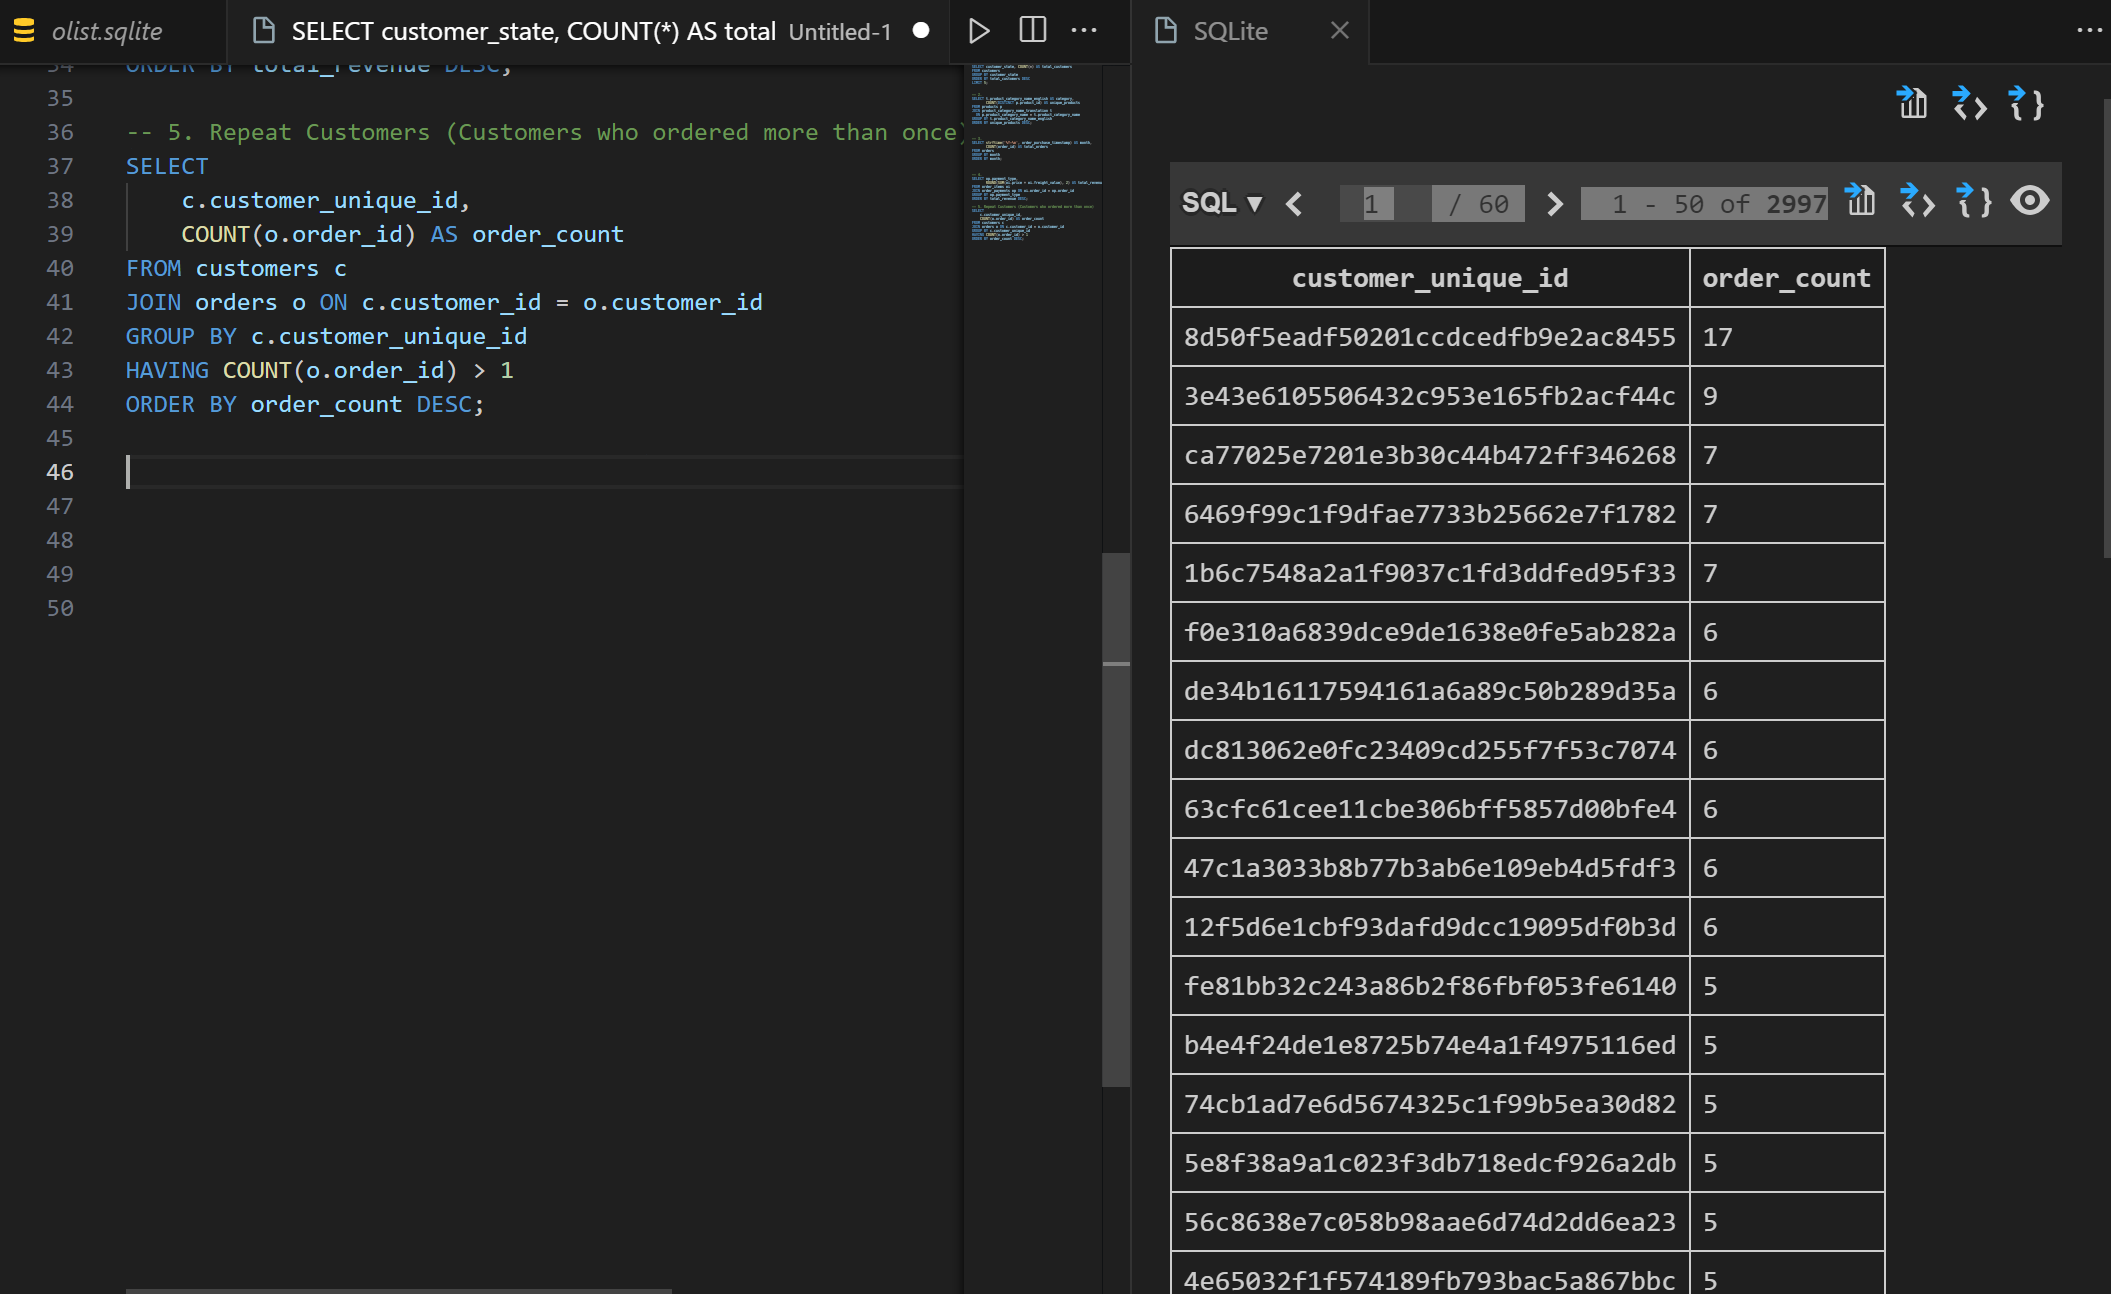 olist.sqlite
SELECT customer_state, COUNT(*) AS total Untitled-1
34 ORDER BY total_revenue DESC;
35
36 -- 5. Repeat Customers (Customers who ordered more than once)
37 SELECT
38 c.customer_unique_id,
39 COUNT(o.order_id) AS order_count
40 FROM customers c
41 JOIN orders o ON c.customer_id = o.customer_id
42 GROUP BY c.customer_unique_id
43 HAVING COUNT(o.order_id) > 1
44 ORDER BY order_count DESC;
45
46
47
48
49
50
SQLite
SQL 1 / 60 1 - 50 of 2997
customer_unique_id order_count
8d50f5eadf50201ccdcedfb9e2ac8455 17
3e43e6105506432c953e165fb2acf44c 9
ca77025e7201e3b30c44b472ff346268 7
6469f99c1f9dfae7733b25662e7f1782 7
1b6c7548a2a1f9037c1fd3ddfed95f33 7
f0e310a6839dce9de1638e0fe5ab282a 6
de34b16117594161a6a89c50b289d35a 6
dc813062e0fc23409cd255f7f53c7074 6
63cfc61cee11cbe306bff5857d00bfe4 6
47c1a3033b8b77b3ab6e109eb4d5fdf3 6
12f5d6e1cbf93dafd9dcc19095df0b3d 6
fe81bb32c243a86b2f86fbf053fe6140 5
b4e4f24de1e8725b74e4a1f4975116ed 5
74cb1ad7e6d5674325c1f99b5ea30d82 5
5e8f38a9a1c023f3db718edcf926a2db 5
56c8638e7c058b98aae6d74d2dd6ea23 5
4e65032f1f574189fb793bac5a867bbc 5